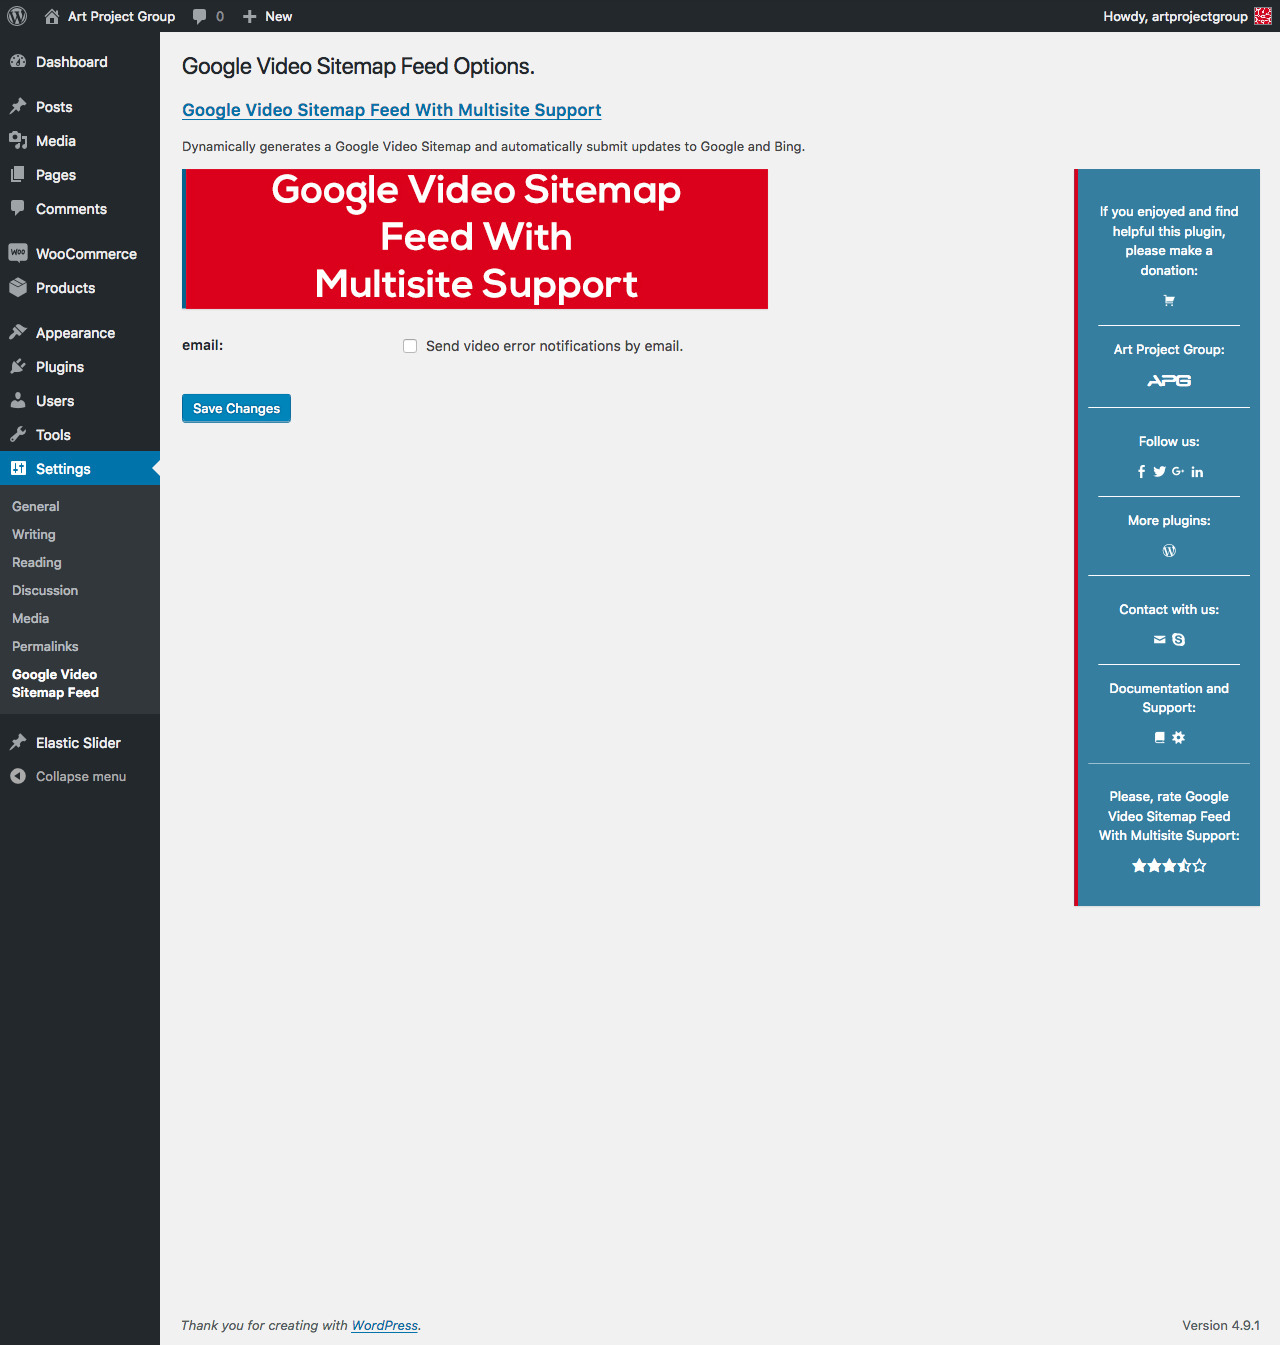 Art Project Group
0
New
Howdy, artprojectgroup
Dashboard
Posts
Media
Pages
Comments
WooCommerce
Products
Appearance
Plugins
Users
Tools
Settings
General
Writing
Reading
Discussion
Media
Permalinks
Google Video
Sitemap Feed
Elastic Slider
Collapse menu
Google Video Sitemap Feed Options.
Google Video Sitemap Feed With Multisite Support
Dynamically generates a Google Video Sitemap and automatically submit updates to Google and Bing.
Google Video Sitemap
Feed With
Multisite Support
email:
Send video error notifications by email.
Save Changes
If you enjoyed and find
helpful this plugin,
please make a
donation:
Art Project Group:
APG
Follow us:
More plugins:
Contact with us:
Documentation and
Support:
Please, rate Google
Video Sitemap Feed
With Multisite Support:
Thank you for creating with WordPress.
Version 4.9.1